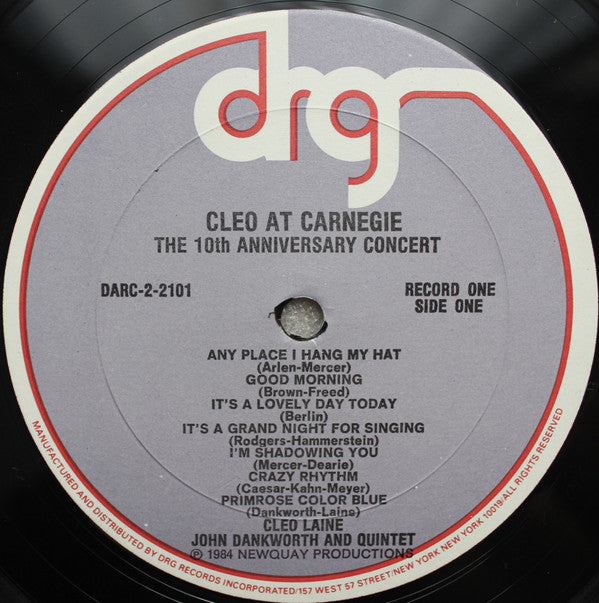 drg
CLEO AT CARNEGIE
THE 10th ANNIVERSARY CONCERT
DARC-2-2101
RECORD ONE
SIDE ONE
ANY PLACE I HANG MY HAT
(Arlen-Mercer)
GOOD MORNING
(Brown-Freed)
IT'S A LOVELY DAY TODAY
(Berlin)
IT'S A GRAND NIGHT FOR SINGING
(Rodgers-Hammerstein)
I'M SHADOWING YOU
(Mercer-Dearie)
CRAZY RHYTHM
(Caesar-Kahn-Meyer)
PRIMROSE COLOR BLUE
(Dankworth-Lains)
CLEO LAINE
JOHN DANKWORTH AND QUINTET
℗ 1984 NEWQUAY PRODUCTIONS
MANUFACTURED AND DISTRIBUTED BY DRG RECORDS INCORPORATED/157 WEST 57 STREET/NEW YORK, NEW YORK 10019/ALL RIGHTS RESERVED